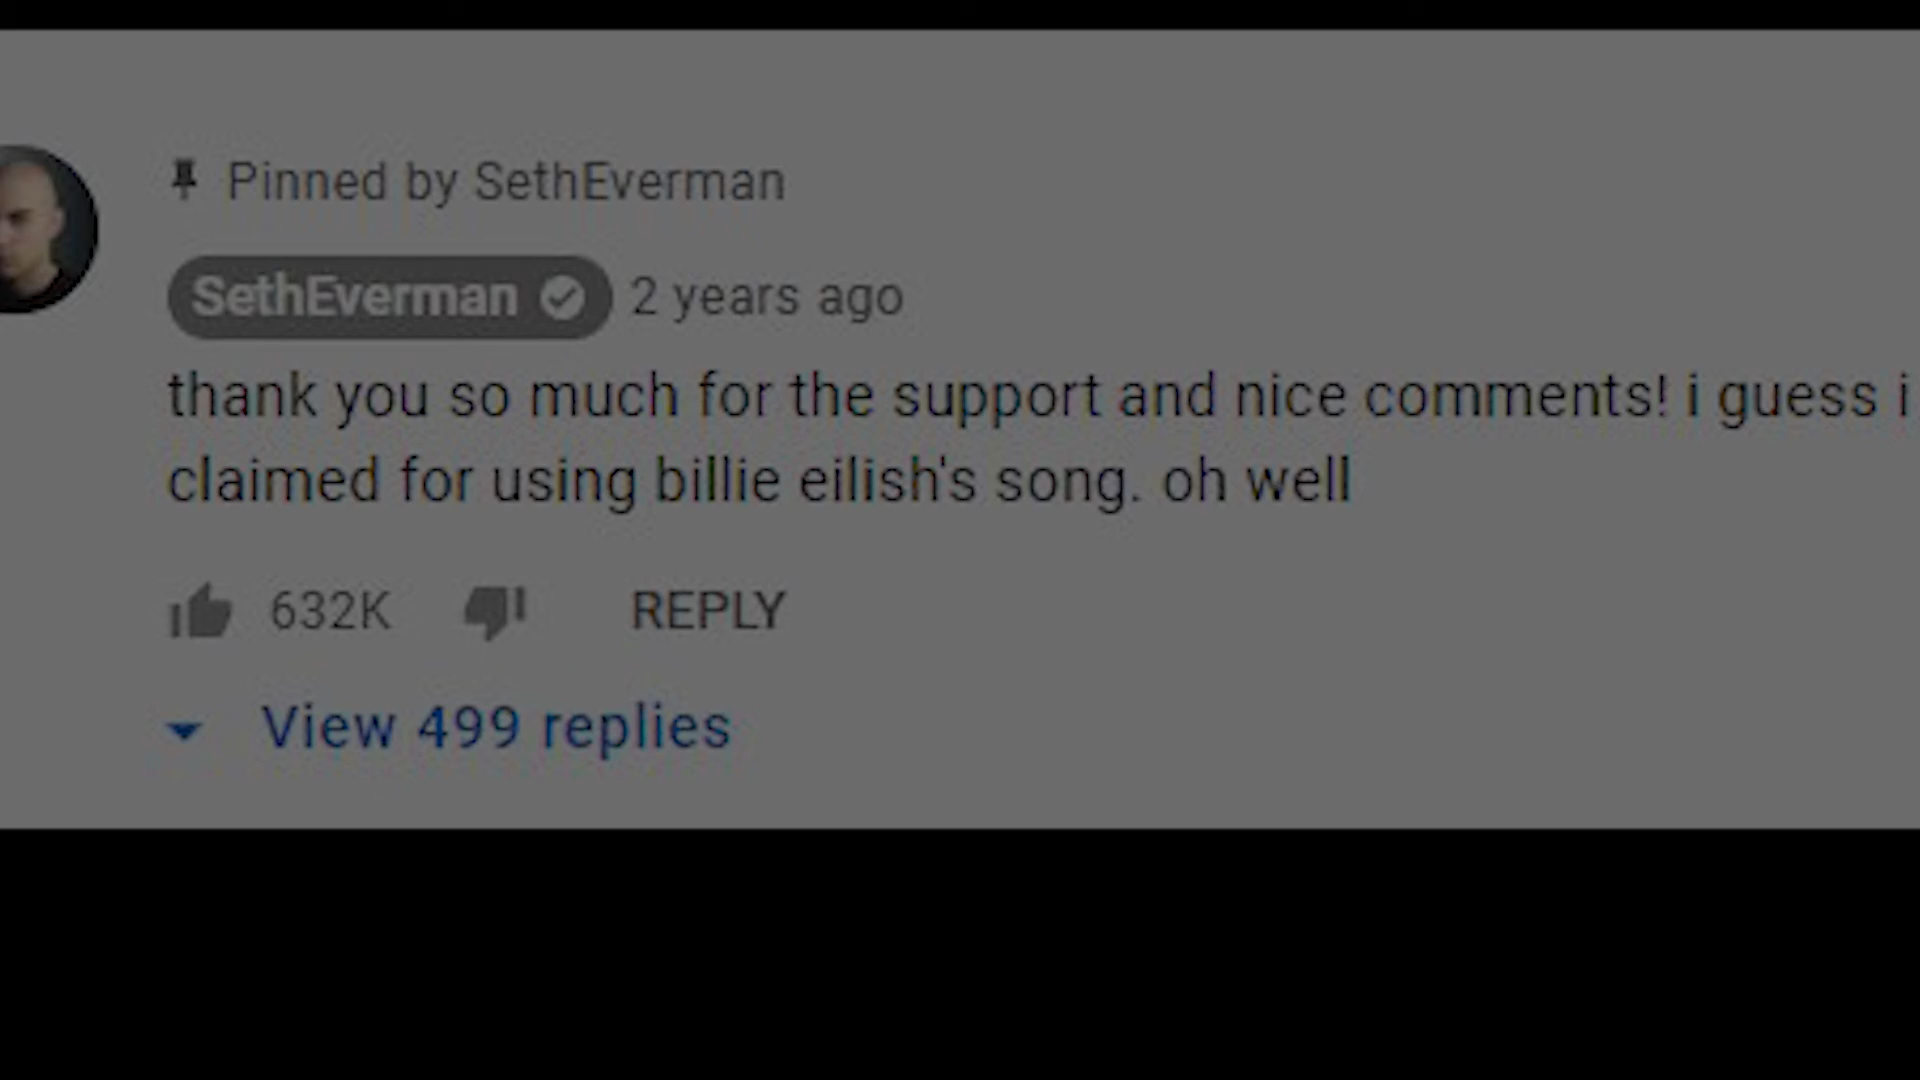 Pinned by SethEverman
SethEverman 2 years ago
thank you so much for the support and nice comments! i guess i
claimed for using billie eilish's song. oh well
632K REPLY
View 499 replies